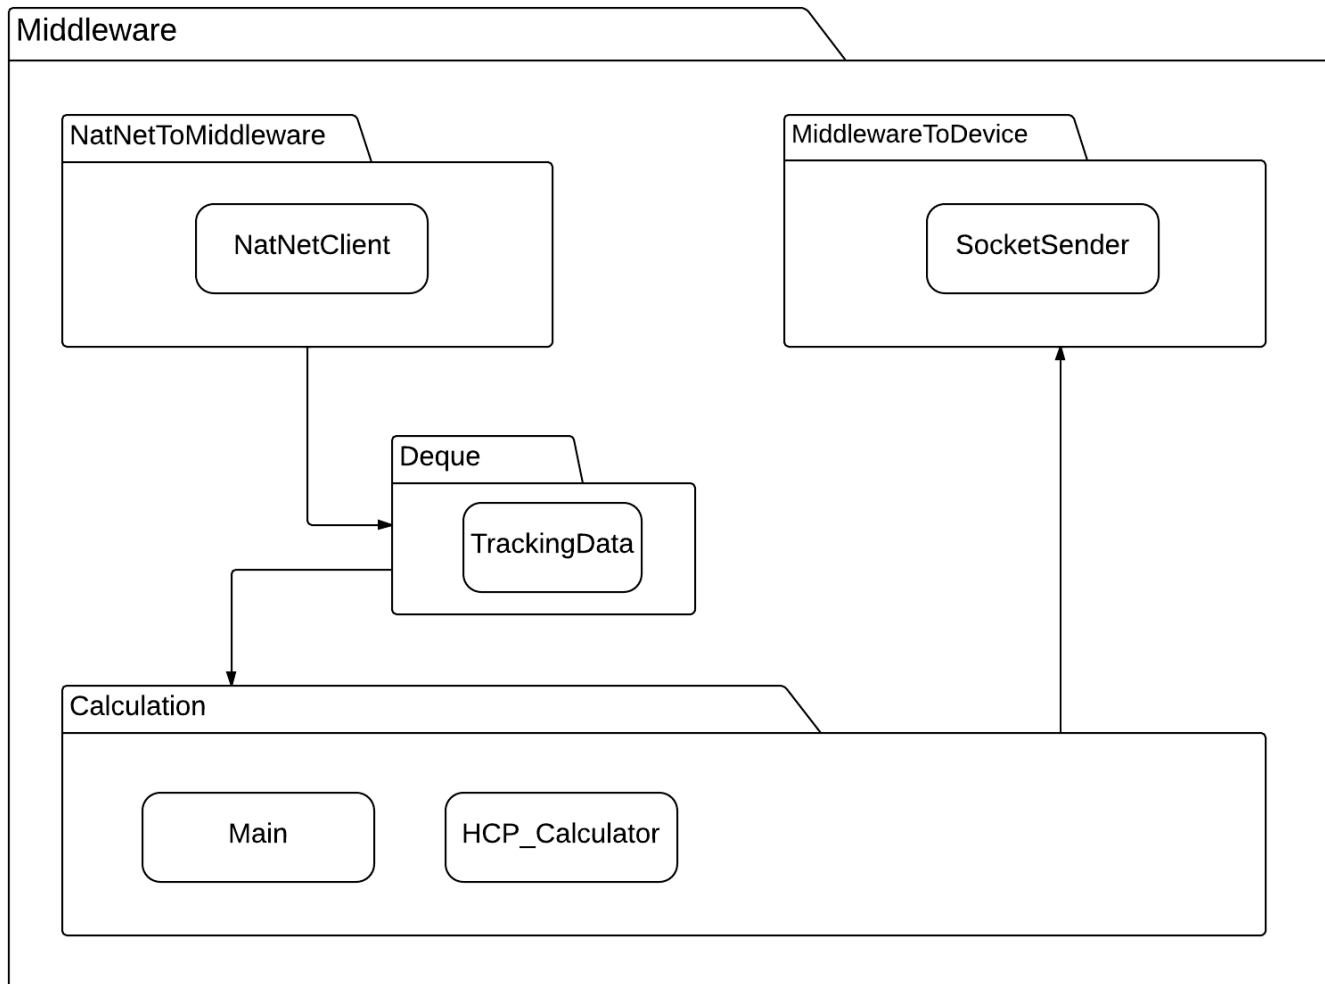 Middleware
NatNetToMiddleware
MiddlewareToDevice
NatNetClient
SocketSender
Deque
TrackingData
Calculation
Main
HCP_Calculator